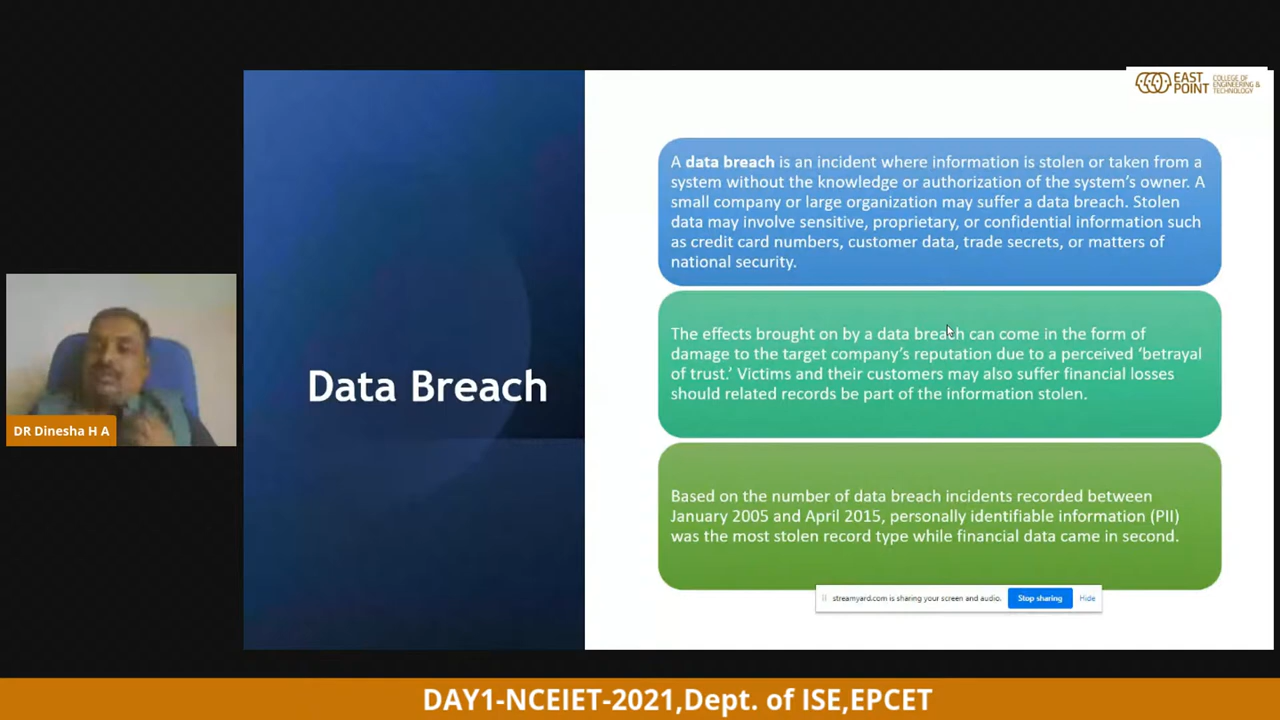 EAST
POINT
COLLEGE OF
ENGINEERING &
TECHNOLOGY
A data breach is an incident where information is stolen or taken from a
system without the knowledge or authorization of the system's owner. A
small company or large organization may suffer a data breach. Stolen
data may involve sensitive, proprietary, or confidential information such
as credit card numbers, customer data, trade secrets, or matters of
national security.
The effects brought on by a data breach can come in the form of
damage to the target company's reputation due to a perceived 'betrayal
of trust.' Victims and their customers may also suffer financial losses
should related records be part of the information stolen.
Data Breach
DR Dinesha H A
Based on the number of data breach incidents recorded between
January 2005 and April 2015, personally identifiable information (PII)
was the most stolen record type while financial data came in second.
streamyard.com is sharing your screen and audio. Stop sharing Hide
DAY1-NCEIET-2021,Dept. of ISE,EPCET